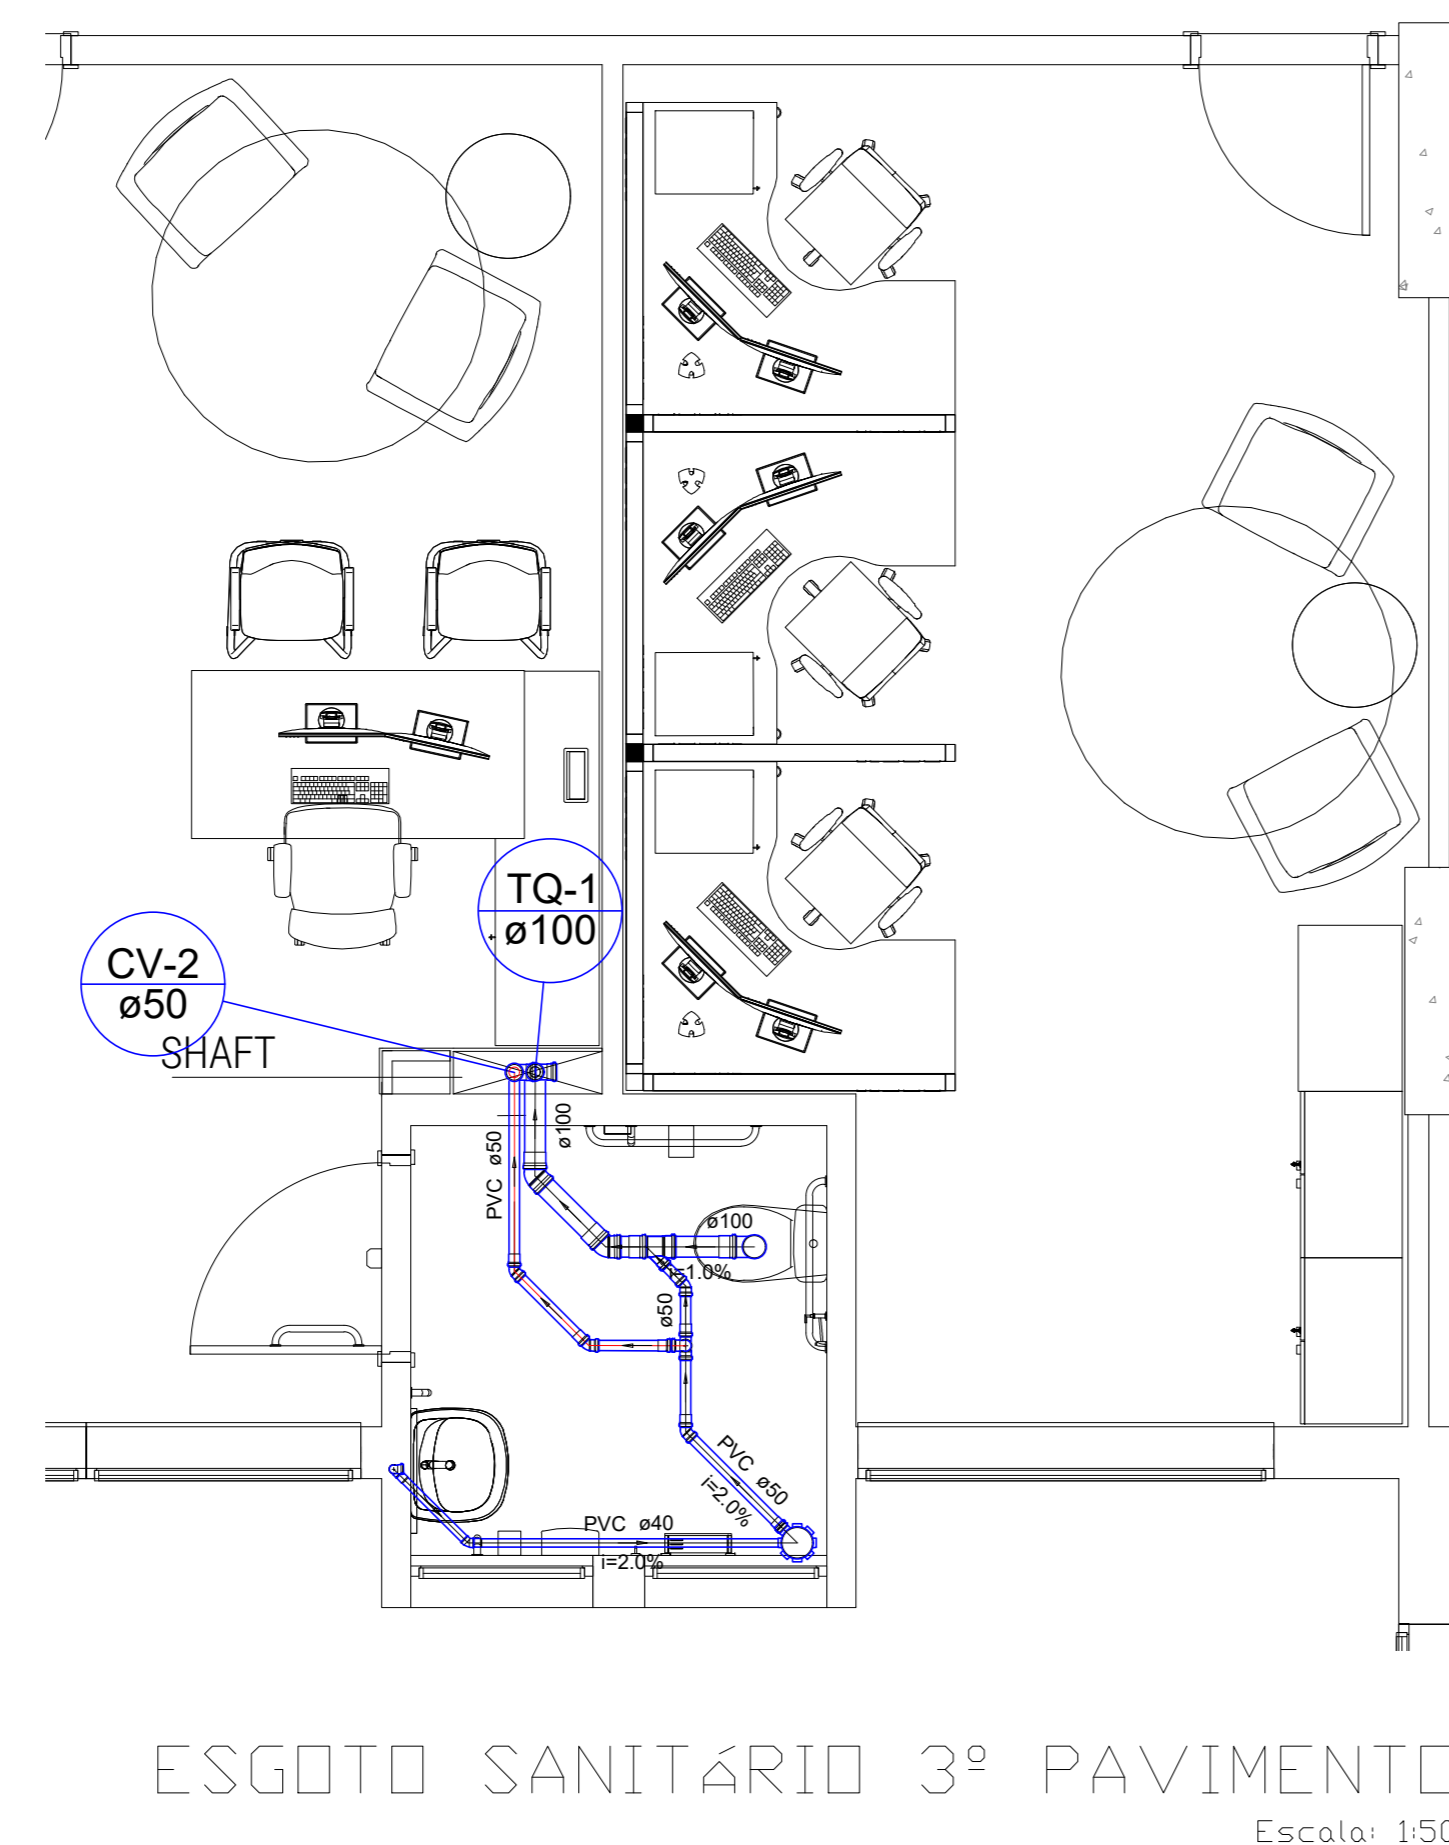 TQ-1
ø100
CV-2
ø50
SHAFT
ø100
PVC ø50
ø100
i=1.0%
ø50
PVC ø50
i=2.0%
PVC ø40
i=2.0%
ESGOTO SANITáRIO 3º PAVIMENTO
Escala: 1:50